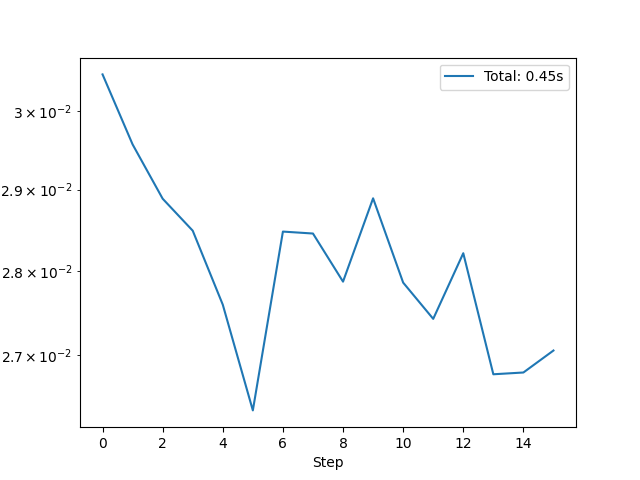 Total: 0.45s
3 × 10⁻²
2.9 × 10⁻²
2.8 × 10⁻²
2.7 × 10⁻²
0 2 4 6 8 10 12 14
Step